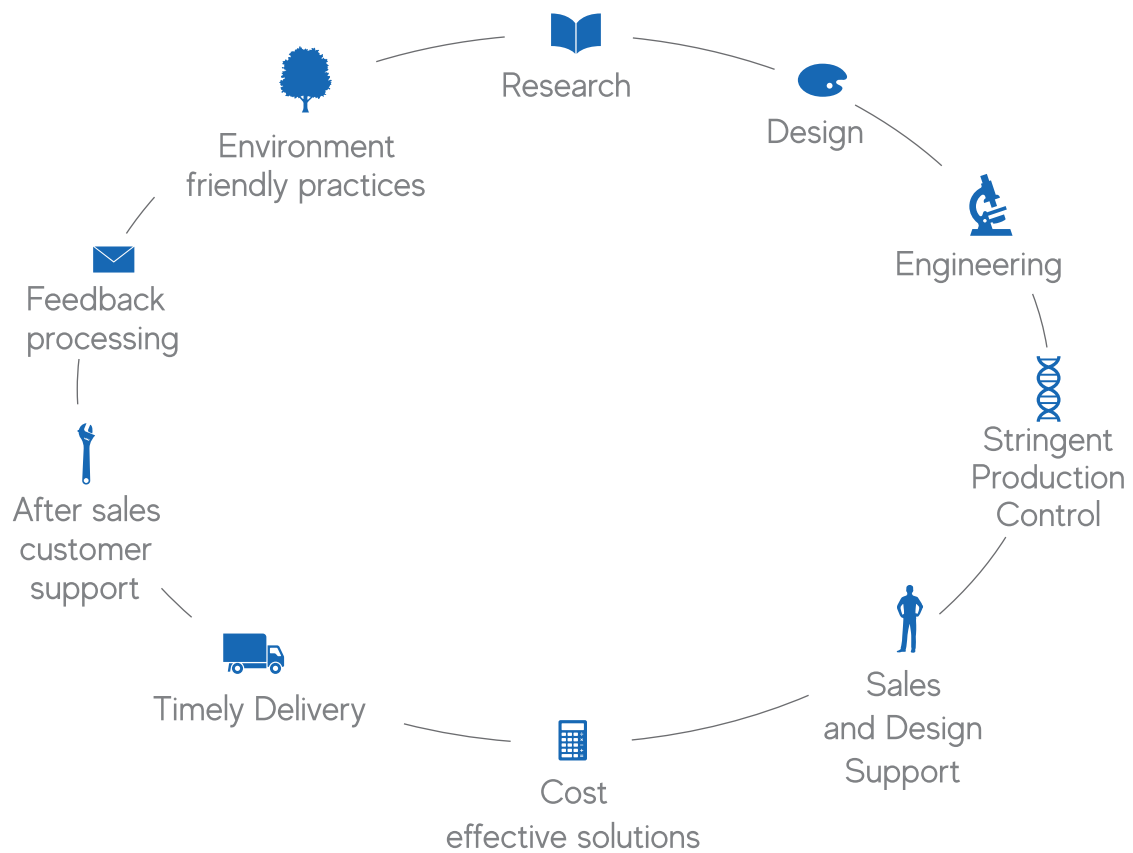 Research
Design
Engineering
Stringent
Production
Control
Sales
and Design
Support
Cost
effective solutions
Timely Delivery
After sales
customer
support
Feedback
processing
Environment
friendly practices